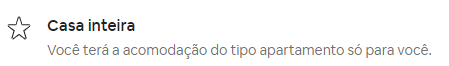 Casa inteira
Você terá a acomodação do tipo apartamento só para você.